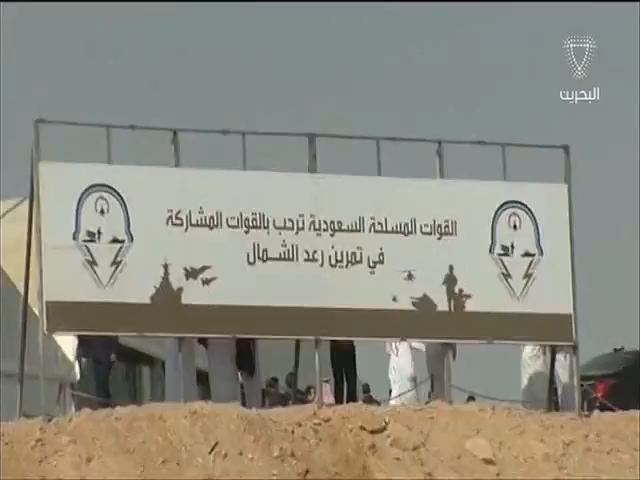 البحرين
القوات المسلحة السعودية ترحب بالقوات المشاركة
في تمرين رعد الشمال